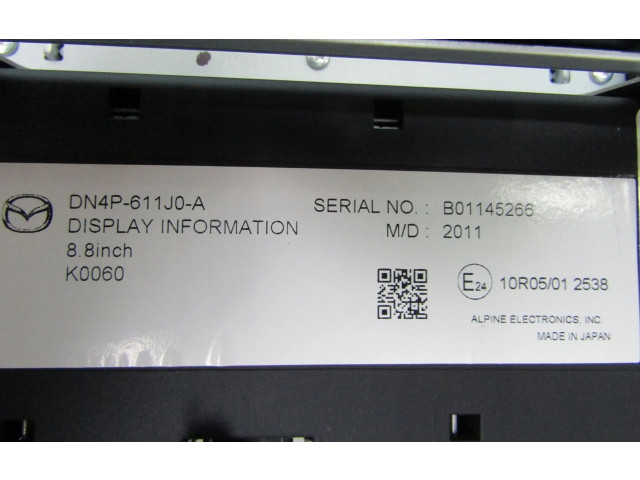 DN4P-611J0-A
DISPLAY INFORMATION
8.8inch
K0060
SERIAL NO. : B01145266
M/D : 2011
E24 10R05/01 2538
ALPINE ELECTRONICS, INC.
MADE IN JAPAN